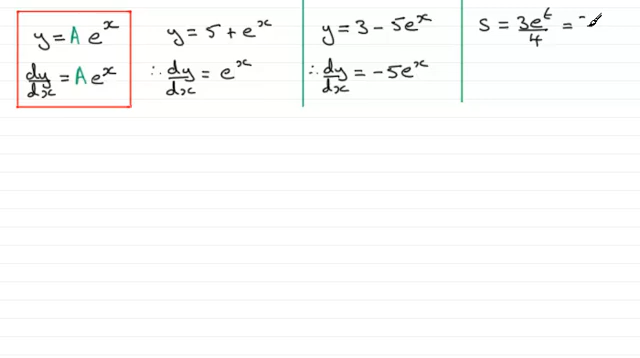 y = A e^x
dy/dx = A e^x
y = 5 + e^x
∴ dy/dx = e^x
y = 3 - 5e^x
∴ dy/dx = -5e^x
S = 3e^t/4 =